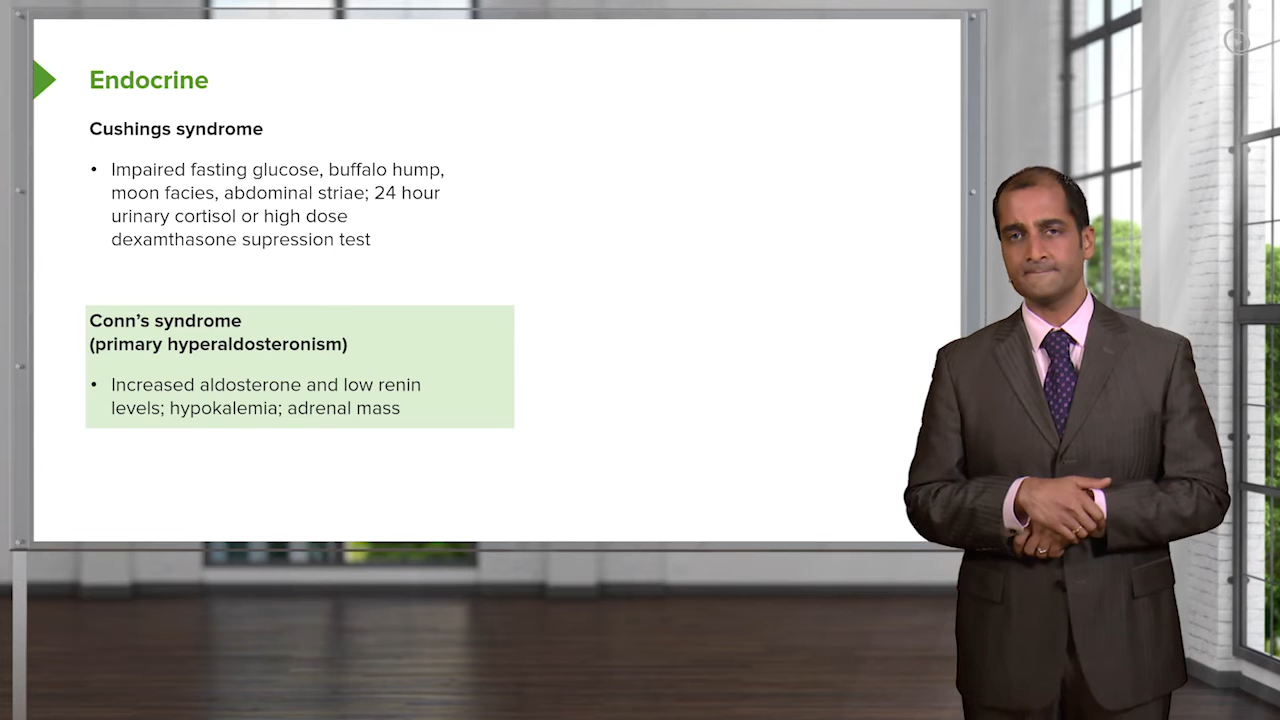 Endocrine
Cushings syndrome
• Impaired fasting glucose, buffalo hump,
moon facies, abdominal striae; 24 hour
urinary cortisol or high dose
dexamthasone supression test
Conn’s syndrome
(primary hyperaldosteronism)
• Increased aldosterone and low renin
levels; hypokalemia; adrenal mass